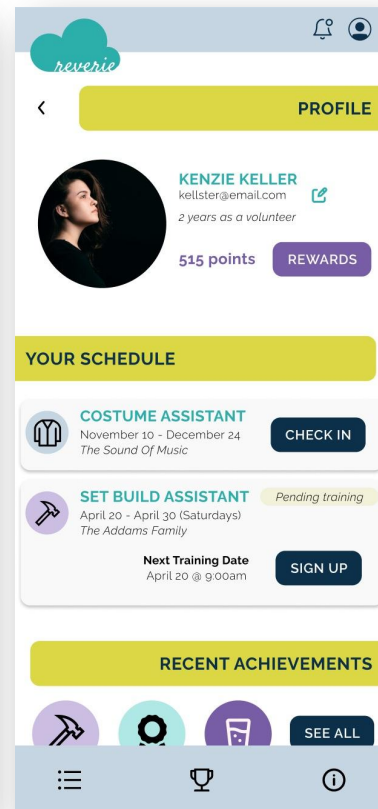 reverie
PROFILE
KENZIE KELLER
kellster@email.com
2 years as a volunteer
515 points
REWARDS
YOUR SCHEDULE
COSTUME ASSISTANT
November 10 - December 24
The Sound Of Music
CHECK IN
SET BUILD ASSISTANT
Pending training
April 20 - April 30 (Saturdays)
The Addams Family
Next Training Date
April 20 @ 9:00am
SIGN UP
RECENT ACHIEVEMENTS
SEE ALL